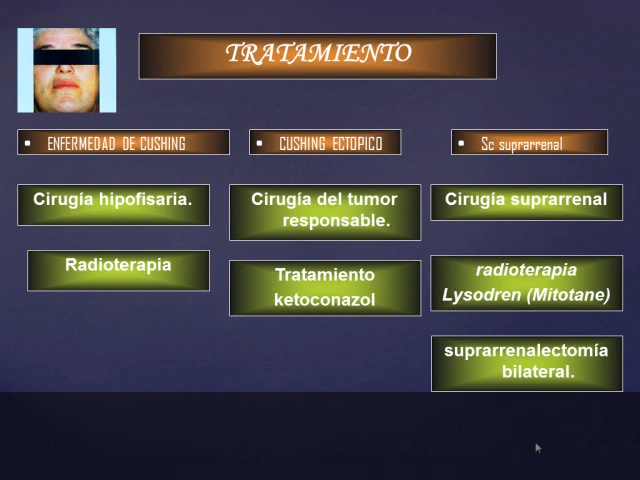 TRATAMIENTO
• ENFERMEDAD DE CUSHING
Cirugía hipofisaria.
Radioterapia
• CUSHING ECTOPICO
Cirugía del tumor
responsable.
Tratamiento
ketoconazol
• Sc suprarrenal
Cirugía suprarrenal
radioterapia
Lysodren (Mitotane)
suprarrenalectomía
bilateral.